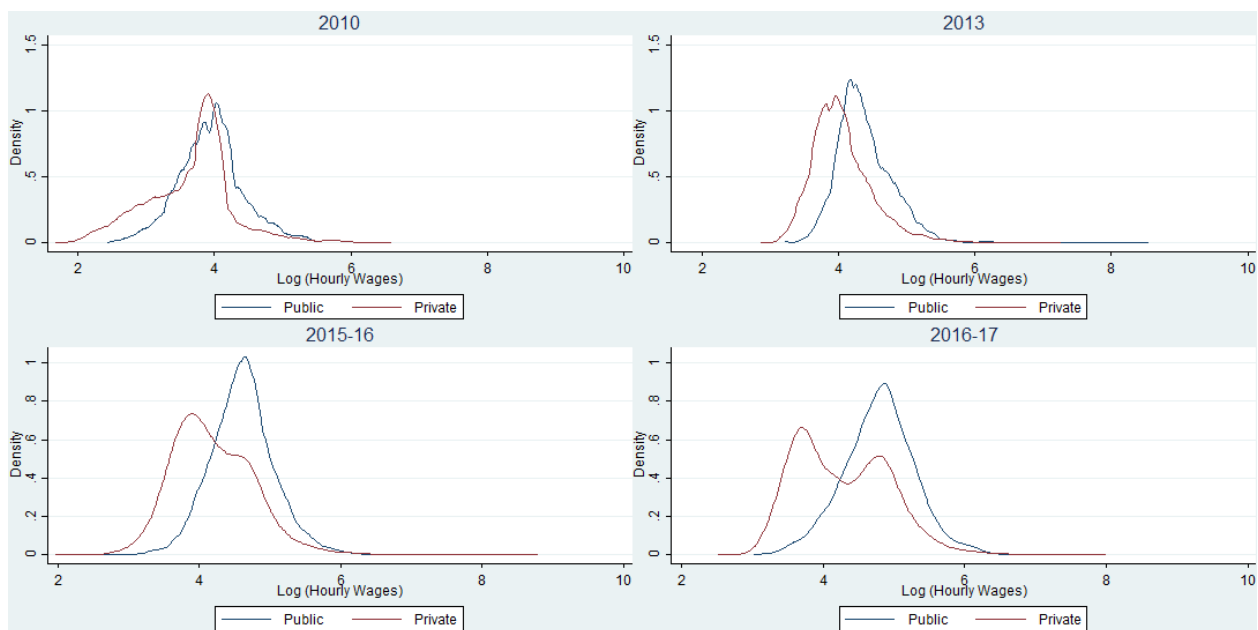 2010
1.5
1
.5
0
Density
2 4 6 8 10
Log (Hourly Wages)
Public Private
2013
1.5
1
.5
0
Density
2 4 6 8 10
Log (Hourly Wages)
Public Private
2015-16
1
.8
.6
.4
.2
0
Density
2 4 6 8 10
Log (Hourly Wages)
Public Private
2016-17
1
.8
.6
.4
.2
0
Density
2 4 6 8 10
Log (Hourly Wages)
Public Private